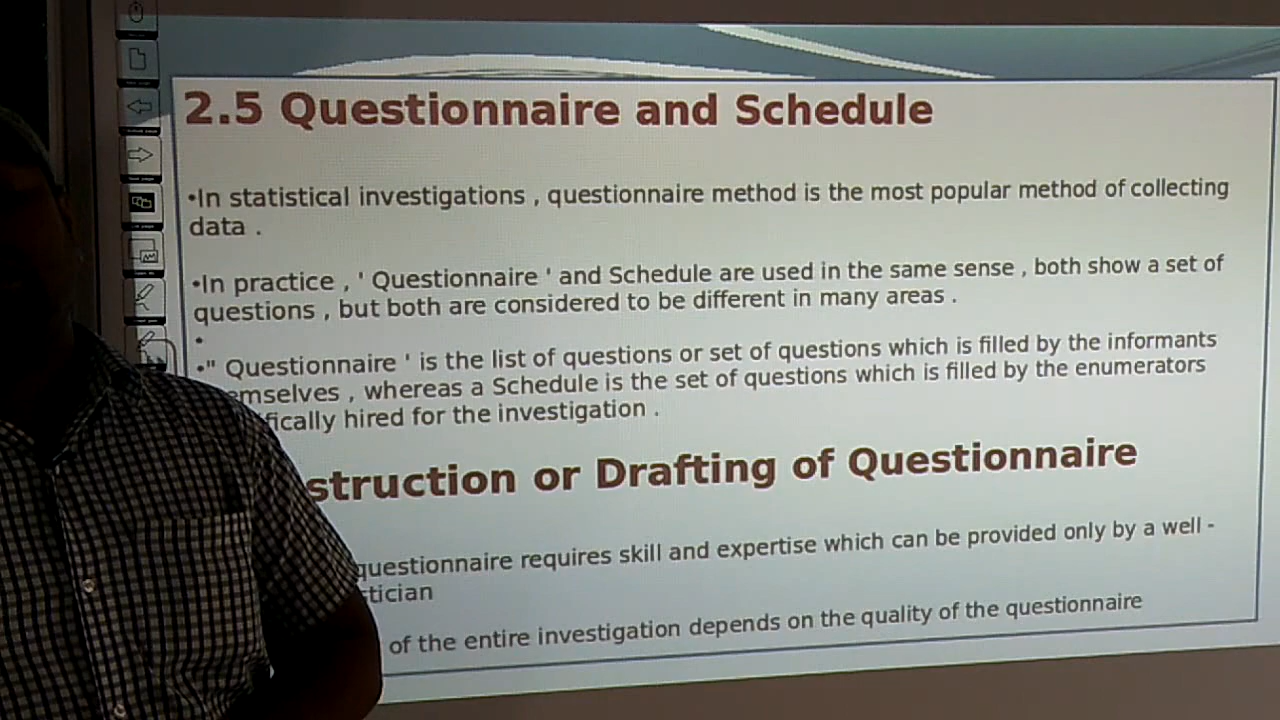 2.5 Questionnaire and Schedule
•In statistical investigations , questionnaire method is the most popular method of collecting
data .
•In practice , ' Questionnaire ' and Schedule are used in the same sense , both show a set of
questions , but both are considered to be different in many areas .
•
•" Questionnaire ' is the list of questions or set of questions which is filled by the informants
emselves , whereas a Schedule is the set of questions which is filled by the enumerators
fically hired for the investigation .
struction or Drafting of Questionnaire
questionnaire requires skill and expertise which can be provided only by a well -
tician
of the entire investigation depends on the quality of the questionnaire